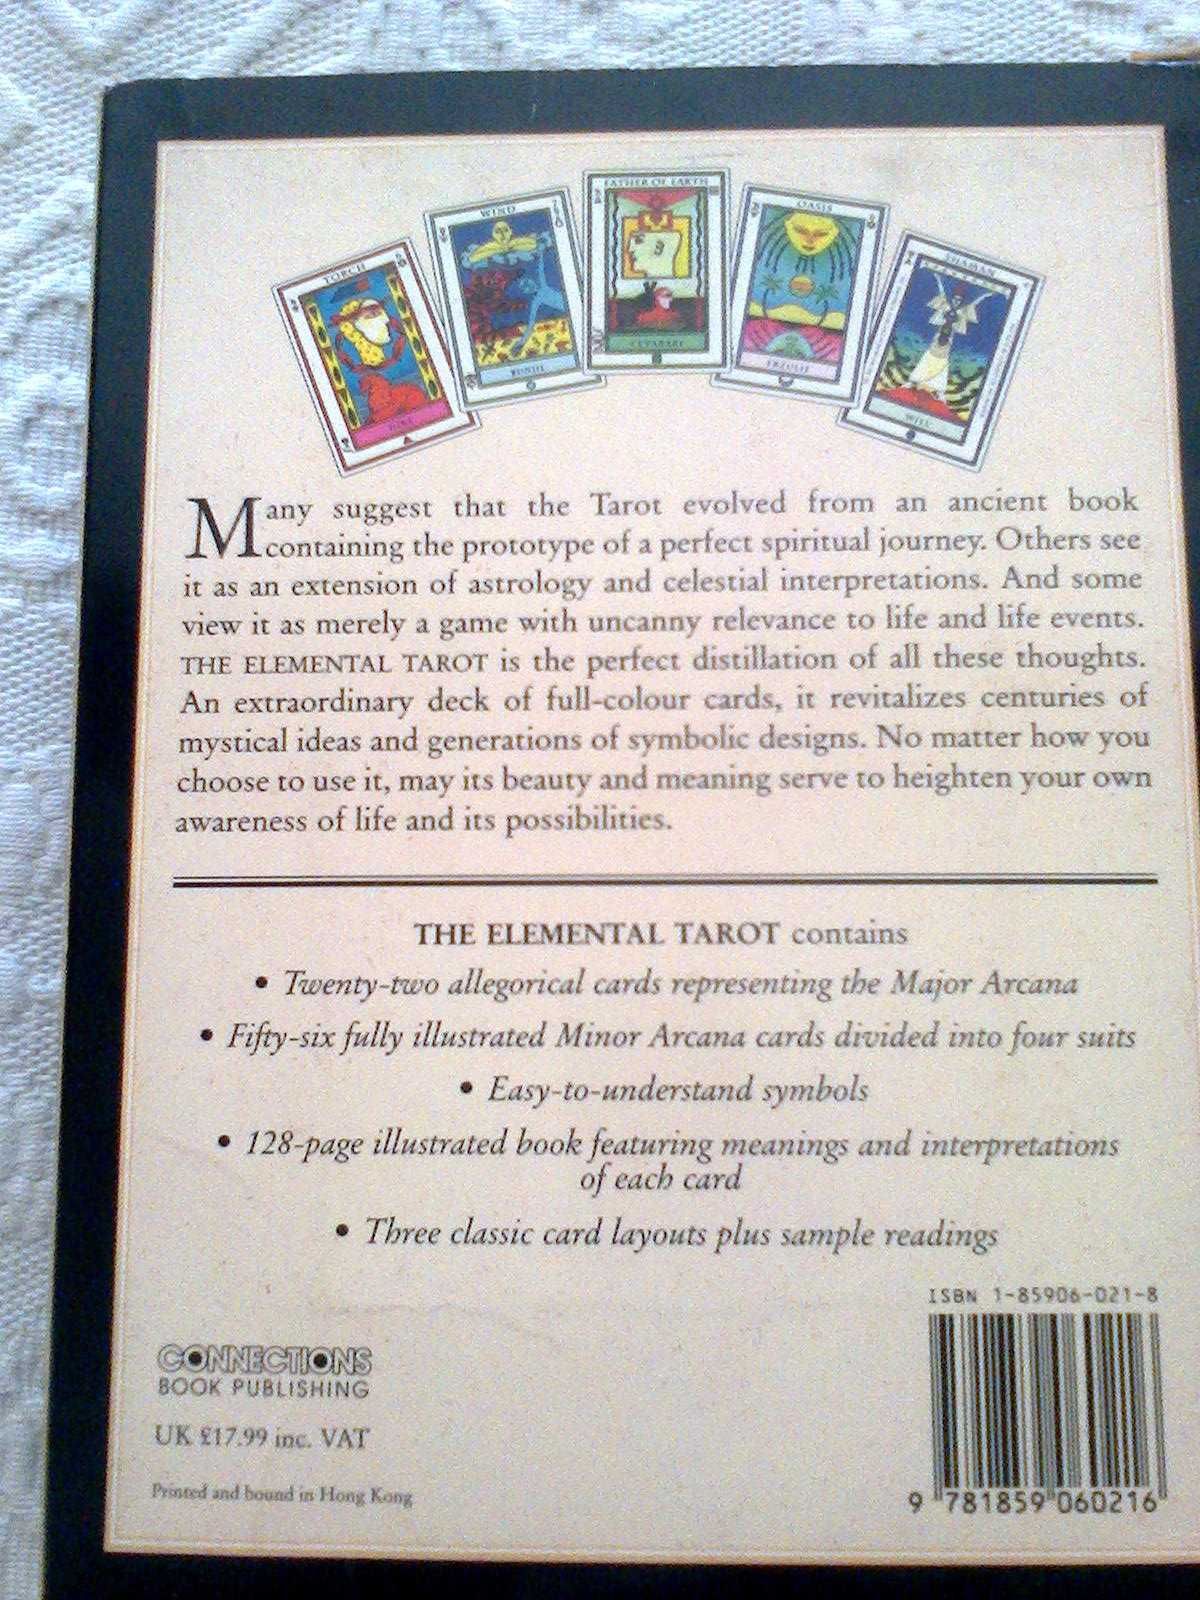 TORCH
WIND
FATHER OF EARTH
OASIS
SHAMAN
ERZULIE
WILL
Many suggest that the Tarot evolved from an ancient book
containing the prototype of a perfect spiritual journey. Others see
it as an extension of astrology and celestial interpretations. And some
view it as merely a game with uncanny relevance to life and life events.
THE ELEMENTAL TAROT is the perfect distillation of all these thoughts.
An extraordinary deck of full-colour cards, it revitalizes centuries of
mystical ideas and generations of symbolic designs. No matter how you
choose to use it, may its beauty and meaning serve to heighten your own
awareness of life and its possibilities.
THE ELEMENTAL TAROT contains
• Twenty-two allegorical cards representing the Major Arcana
• Fifty-six fully illustrated Minor Arcana cards divided into four suits
• Easy-to-understand symbols
• 128-page illustrated book featuring meanings and interpretations
of each card
• Three classic card layouts plus sample readings
ISBN 1-85906-021-8
CONNECTIONS
BOOK PUBLISHING
UK £17.99 inc. VAT
Printed and bound in Hong Kong
9 781859 060216